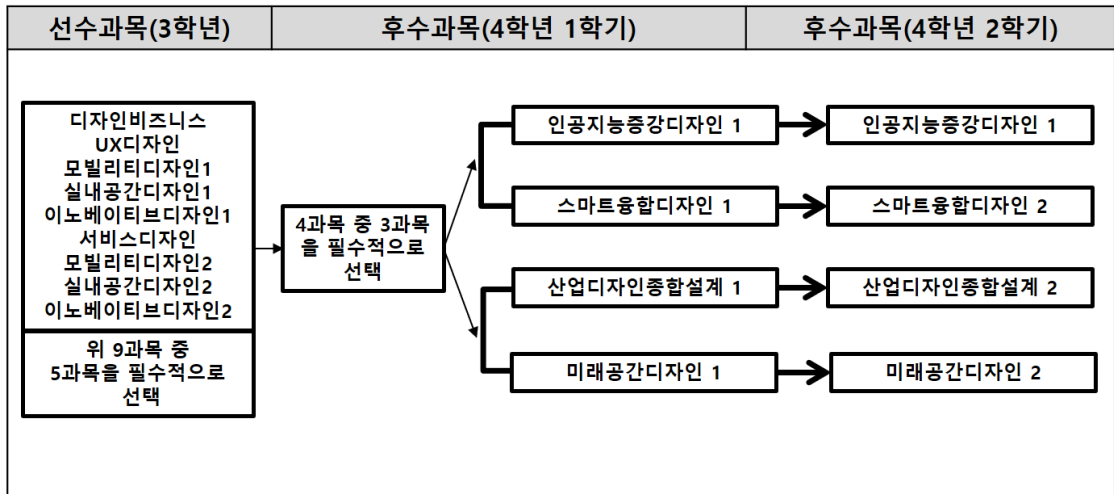 선수과목(3학년)
후수과목(4학년 1학기)
후수과목(4학년 2학기)
디자인비즈니스
UX디자인
모빌리티디자인1
실내공간디자인1
이노베이티브디자인1
서비스디자인
모빌리티디자인2
실내공간디자인2
이노베이티브디자인2
위 9과목 중
5과목을 필수적으로
선택
4과목 중 3과목
을 필수적으로
선택
인공지능증강디자인 1
인공지능증강디자인 1
스마트융합디자인 1
스마트융합디자인 2
산업디자인종합설계 1
산업디자인종합설계 2
미래공간디자인 1
미래공간디자인 2